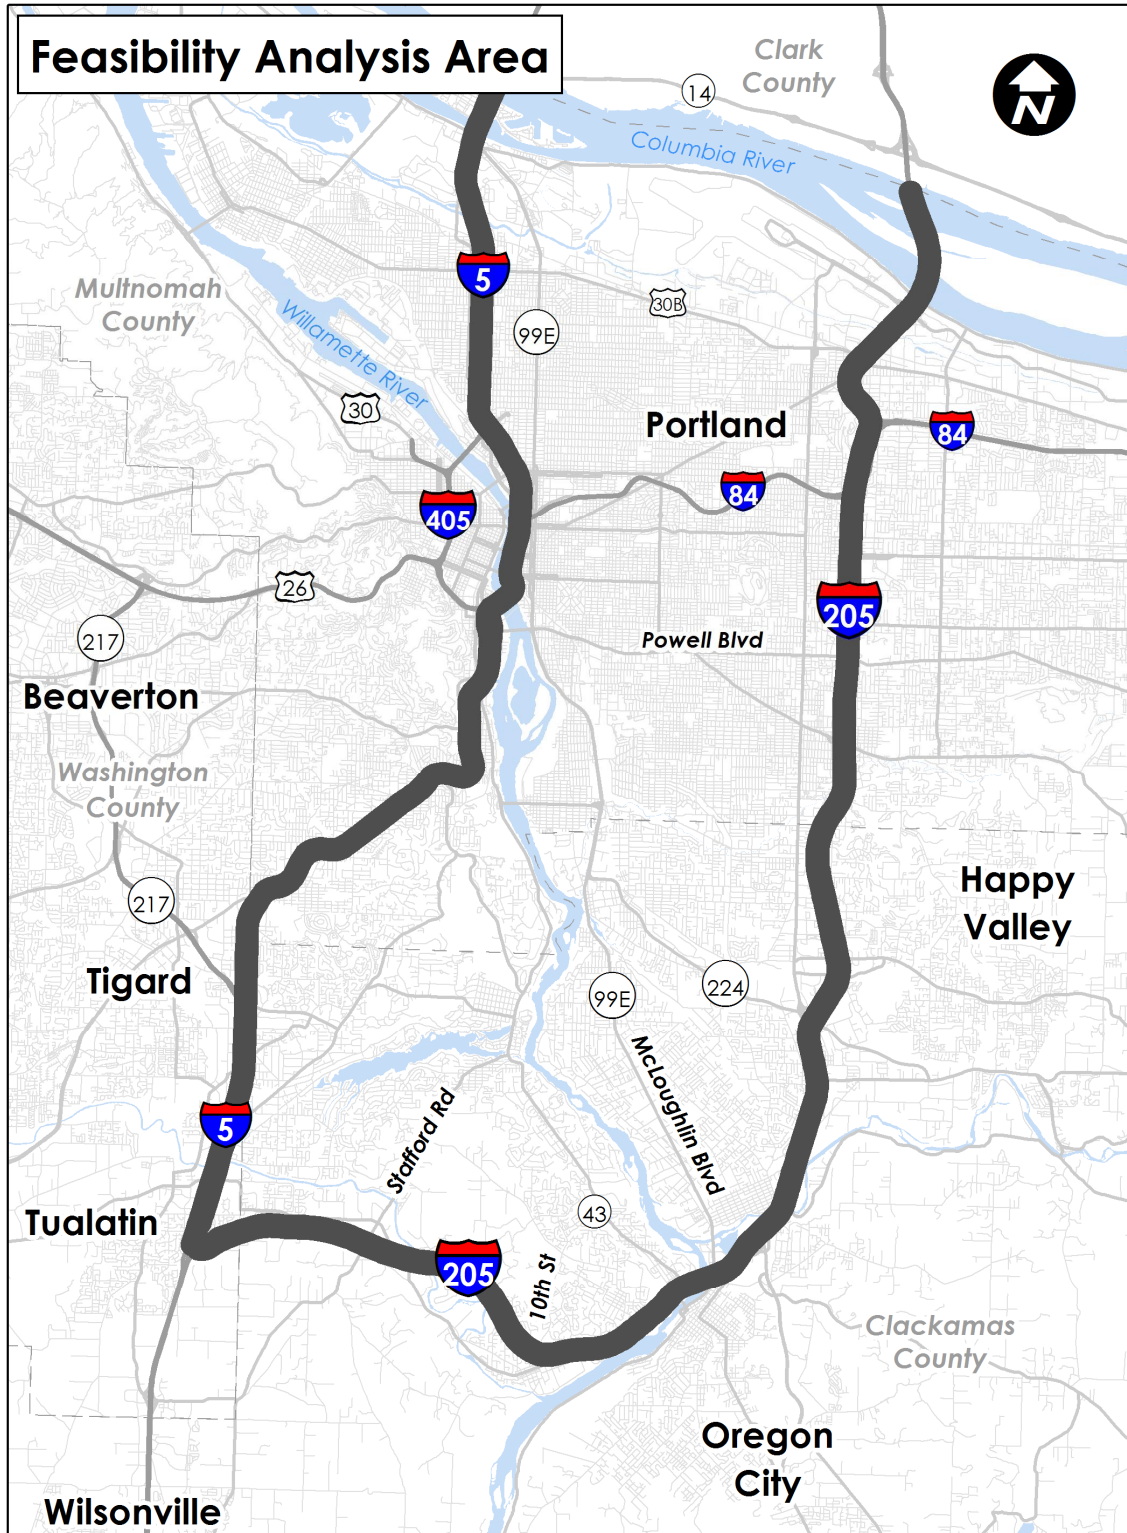 Feasibility Analysis Area
Clark
County
N
14
Columbia River
5
Multnomah
County
30B
99E
Willamette River
30
Portland
84
84
405
26
205
217
Powell Blvd
Beaverton
Washington
County
Happy
Valley
217
Tigard
224
99E
McLoughlin Blvd
Stafford Rd
5
43
Tualatin
205
10th St
Clackamas
County
Oregon
City
Wilsonville